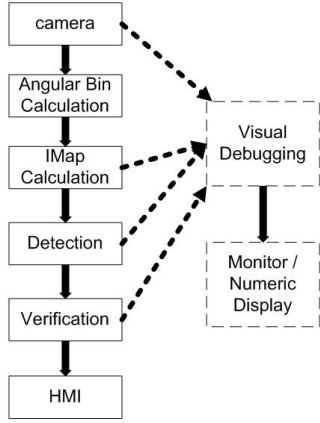 camera
Angular Bin
Calculation
IMap
Calculation
Detection
Verification
HMI
Visual
Debugging
Monitor /
Numeric
Display